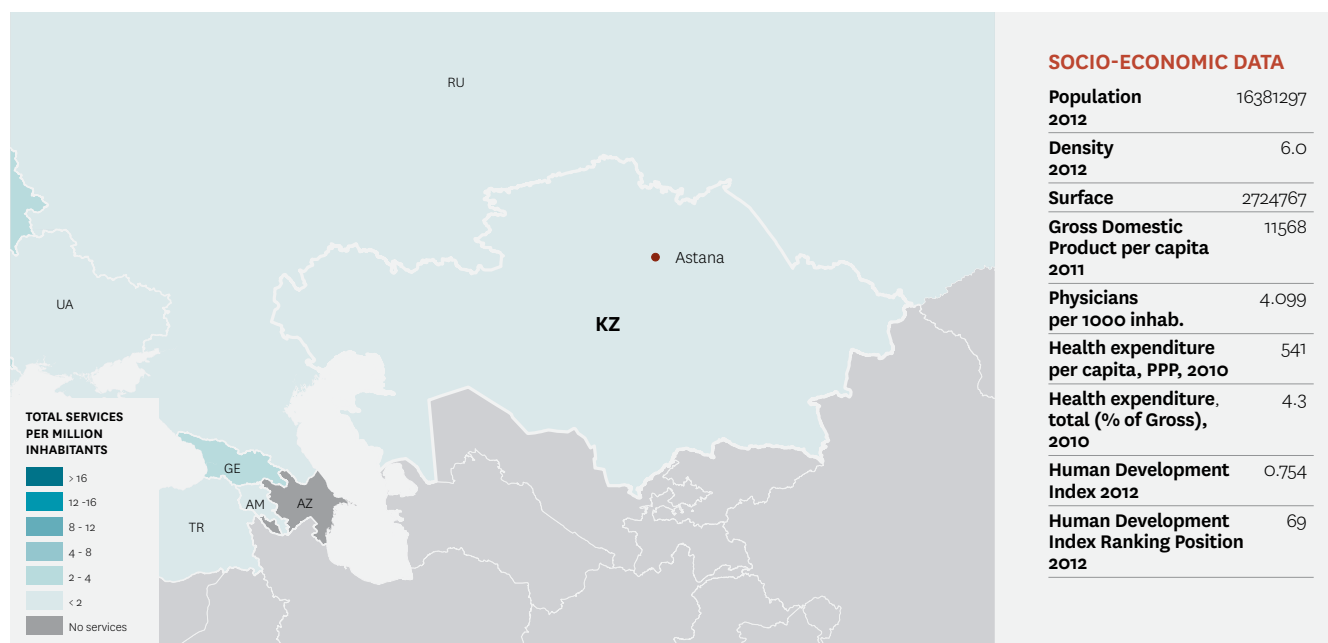 RU
Astana
KZ
UA
GE
AM
AZ
TR
TOTAL SERVICES
PER MILLION
INHABITANTS
> 16
12 -16
8 - 12
4 - 8
2 - 4
< 2
No services
SOCIO-ECONOMIC DATA
Population 16381297
2012
Density 6.0
2012
Surface 2724767
Gross Domestic 11568
Product per capita
2011
Physicians 4.099
per 1000 inhab.
Health expenditure 541
per capita, PPP, 2010
Health expenditure, 4.3
total (% of Gross),
2010
Human Development 0.754
Index 2012
Human Development 69
Index Ranking Position
2012